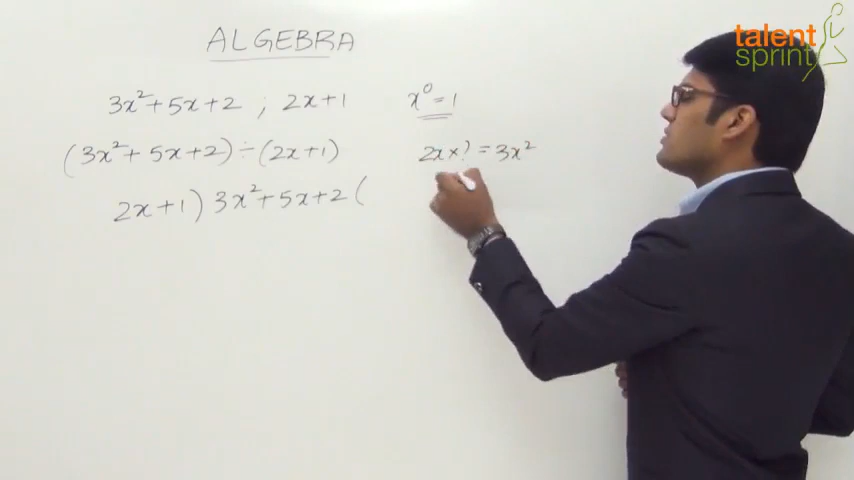 ALGEBRA
3x²+5x+2 ; 2x+1
x⁰=1
(3x²+5x+2)÷(2x+1)
2x×?=3x²
2x+1)3x²+5x+2(
talent
sprint